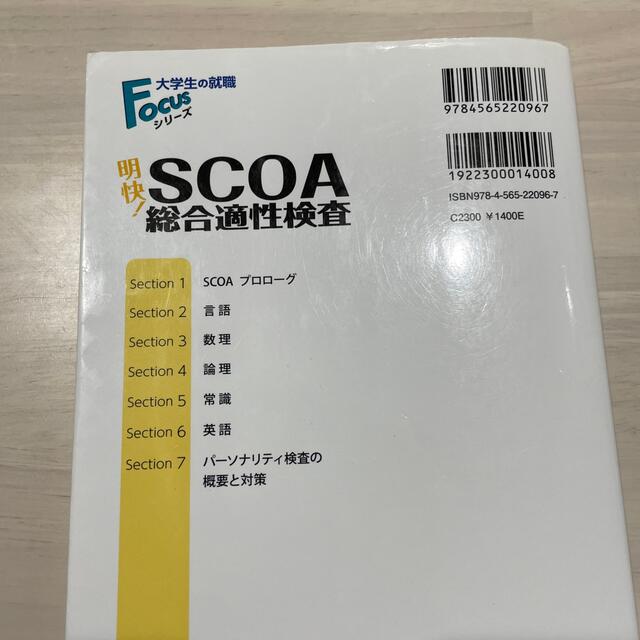 大学生の就職
Focus
シリーズ
明快!
SCOA
総合適性検査
9784565220967
1922300014008
ISBN978-4-565-22096-7
C2300 ¥1400E
Section 1 SCOA プロローグ
Section 2 言語
Section 3 数理
Section 4 論理
Section 5 常識
Section 6 英語
Section 7 パーソナリティ検査の
概要と対策